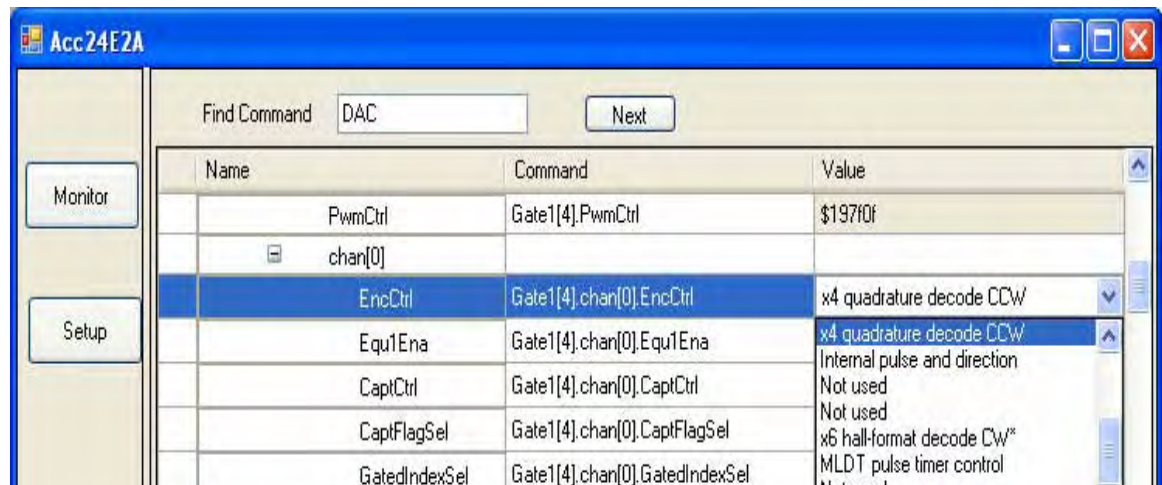 Acc24E2A
Find Command DAC Next
Name Command Value
Monitor
PwmCtrl Gate1[4].PwmCtrl $197f0f
chan[0]
EncCtrl Gate1[4].chan[0].EncCtrl x4 quadrature decode CCW
Setup
Equ1Ena Gate1[4].chan[0].Equ1Ena x4 quadrature decode CCW
Internal pulse and direction
CaptCtrl Gate1[4].chan[0].CaptCtrl Not used
Not used
CaptFlagSel Gate1[4].chan[0].CaptFlagSel x6 hall-format decode CW*
MLDT pulse timer control
GatedIndexSel Gate1[4].chan[0].GatedIndexSel